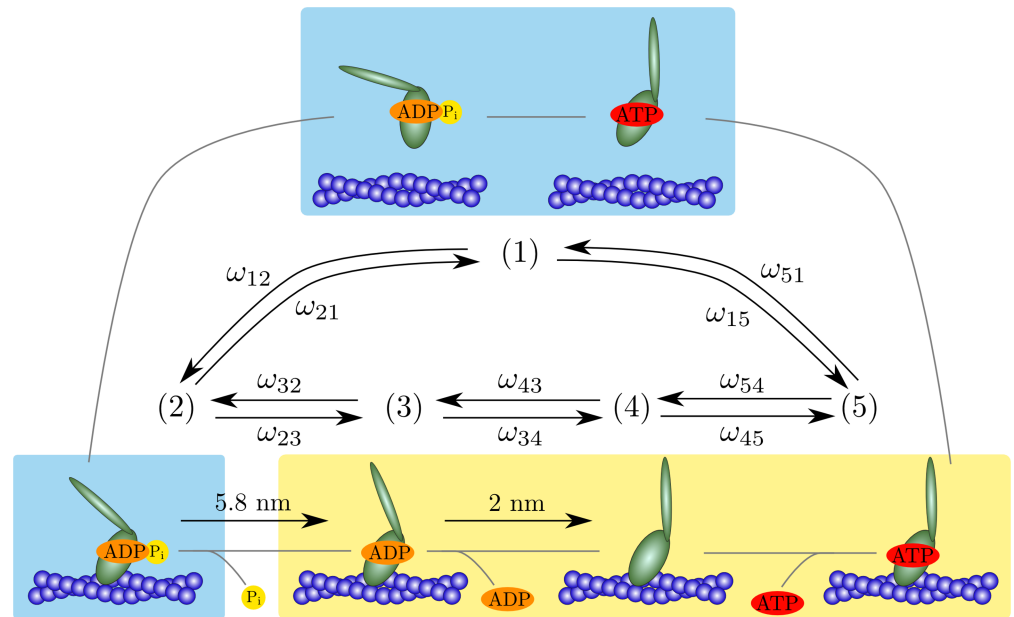 ADP Pᵢ
ATP
(1)
ω₁₂
ω₂₁
ω₅₁
ω₁₅
ω₃₂
ω₄₃
ω₅₄
(2)
(3)
(4)
(5)
ω₂₃
ω₃₄
ω₄₅
5.8 nm
2 nm
ADP Pᵢ
ADP
ATP
Pᵢ
ADP
ATP